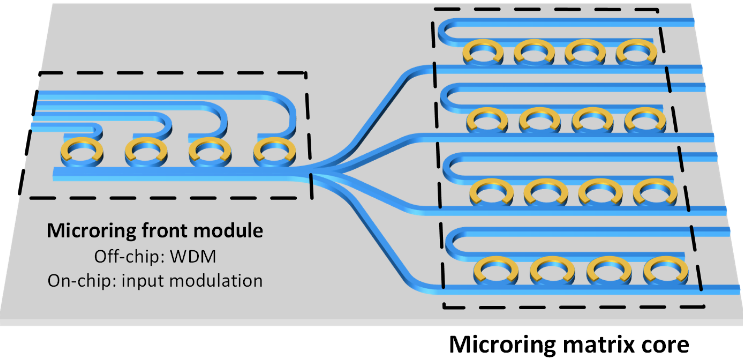 Microring front module
Off-chip: WDM
On-chip: input modulation
Microring matrix core